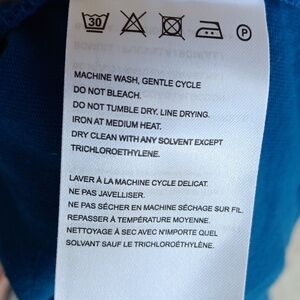 30 P
MACHINE WASH, GENTLE CYCLE
DO NOT BLEACH.
DO NOT TUMBLE DRY, LINE DRYING.
IRON AT MEDIUM HEAT.
DRY CLEAN WITH ANY SOLVENT EXCEPT
TRICHLOROETHYLENE.
LAVER À LA MACHINE CYCLE DELICAT.
NE PAS JAVELLISER.
NE PAS SÉCHER EN MACHINE SÉCHAGE SUR FIL.
REPASSER À TEMPÉRATURE MOYENNE.
NETTOYAGE À SEC AVEC N'IMPORTE QUEL
SOLVANT SAUF LE TRICHLOROÉTHYLÈNE.